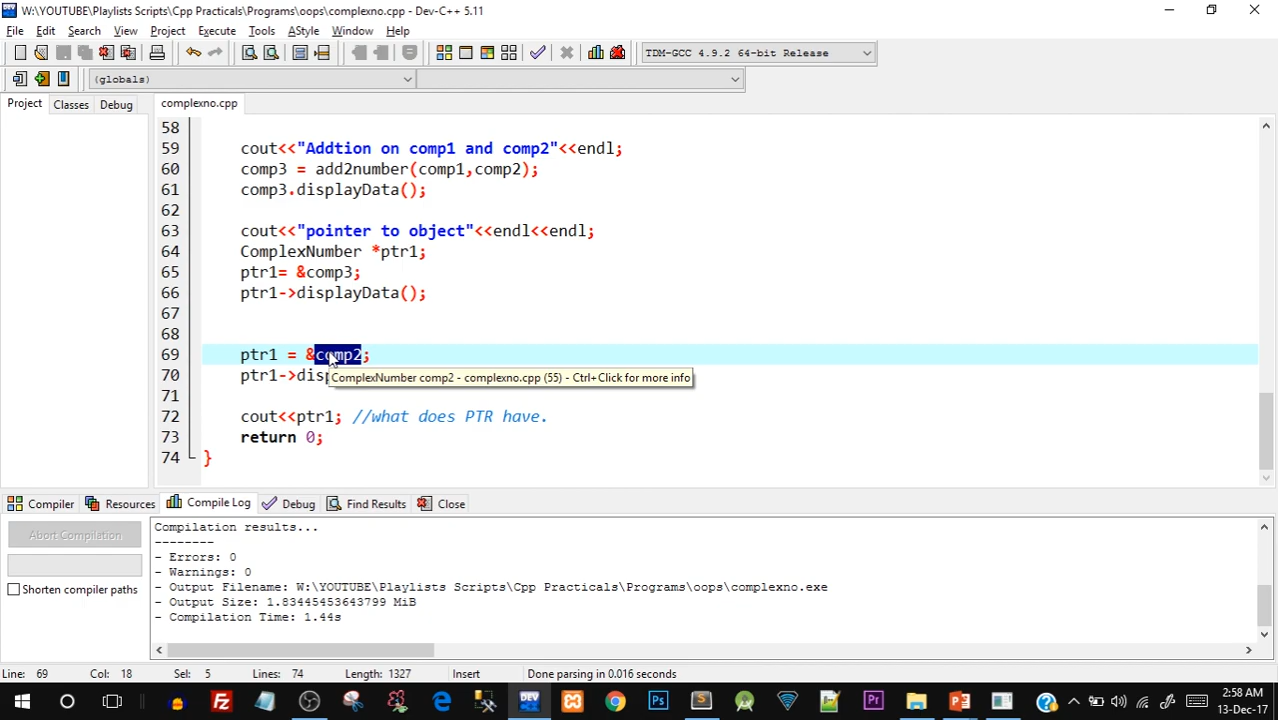 W:\YOUTUBE\Playlists Scripts\Cpp Practicals\Programs\oops\complexno.cpp - Dev-C++ 5.11
File Edit Search View Project Execute Tools AStyle Window Help
TDM-GCC 4.9.2 64-bit Release
(globals)
Project Classes Debug complexno.cpp
58
59 cout<<"Addtion on comp1 and comp2"<<endl;
60 comp3 = add2number(comp1,comp2);
61 comp3.displayData();
62
63 cout<<"pointer to object"<<endl<<endl;
64 ComplexNumber *ptr1;
65 ptr1= &comp3;
66 ptr1->displayData();
67
68
69 ptr1 = &comp2;
70 ptr1->disp
ComplexNumber comp2 - complexno.cpp (55) - Ctrl+Click for more info
71
72 cout<<ptr1; //what does PTR have.
73 return 0;
74 }
Compiler Resources Compile Log Debug Find Results Close
Abort Compilation
Shorten compiler paths
Compilation results...
--------
- Errors: 0
- Warnings: 0
- Output Filename: W:\YOUTUBE\Playlists Scripts\Cpp Practicals\Programs\oops\complexno.exe
- Output Size: 1.83445453643799 MiB
- Compilation Time: 1.44s
Line: 69 Col: 18 Sel: 5 Lines: 74 Length: 1327 Insert Done parsing in 0.016 seconds
2:58 AM
13-Dec-17